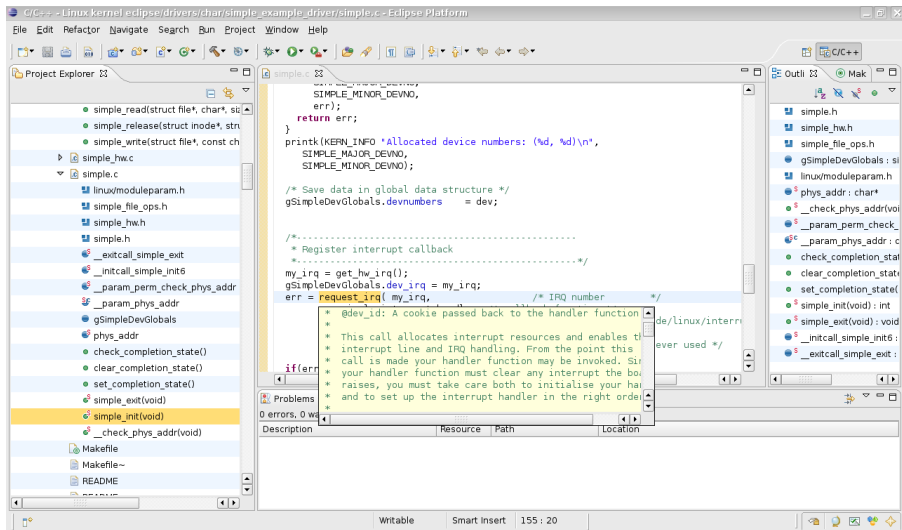 C/C++ - Linux kernel eclipse/drivers/char/simple_example_driver/simple.c - Eclipse Platform
File Edit Refactor Navigate Search Run Project Window Help
C/C++
Project Explorer
simple_read(struct file*, char*, siz
simple_release(struct inode*, stru
simple_write(struct file*, const ch
simple_hw.c
simple.c
linux/moduleparam.h
simple_file_ops.h
simple_hw.h
simple.h
__exitcall_simple_exit
__initcall_simple_init6
__param_perm_check_phys_addr
__param_phys_addr
gSimpleDevGlobals
phys_addr
check_completion_state()
clear_completion_state()
set_completion_state()
simple_exit(void)
simple_init(void)
__check_phys_addr(void)
Makefile
Makefile~
README
README
simple.c
SIMPLE_MAJOR_DEVNO,
SIMPLE_MINOR_DEVNO,
err);
return err;
}
printk(KERN_INFO "Allocated device numbers: (%d, %d)\n",
SIMPLE_MAJOR_DEVNO,
SIMPLE_MINOR_DEVNO);
/* Save data in global data structure */
gSimpleDevGlobals.devnumbers = dev;
/*---------------------------------------------------
* Register interrupt callback
*---------------------------------------------------*/
my_irq = get_hw_irq();
gSimpleDevGlobals.dev_irq = my_irq;
err = request_irq( my_irq, /* IRQ number */
* @dev_id: A cookie passed back to the handler function
*
* This call allocates interrupt resources and enables th
de/linux/interru
* interrupt line and IRQ handling. From the point this
ever used */
* call is made your handler function may be invoked. Sin
* your handler function must clear any interrupt the boa
if(err
* raises, you must take care both to initialise your har
* and to set up the interrupt handler in the right order
*
Problems
0 errors, 0 wa
Description Resource Path Location
Outli Mak
simple.h
simple_hw.h
simple_file_ops.h
gSimpleDevGlobals : si
linux/moduleparam.h
phys_addr : char*
__check_phys_addr(voi
__param_perm_check_
__param_phys_addr : c
check_completion_stat
clear_completion_state
set_completion_state(
simple_init(void) : int
simple_exit(void) : void
__initcall_simple_init6 :
__exitcall_simple_exit :
Writable Smart Insert 155 : 20